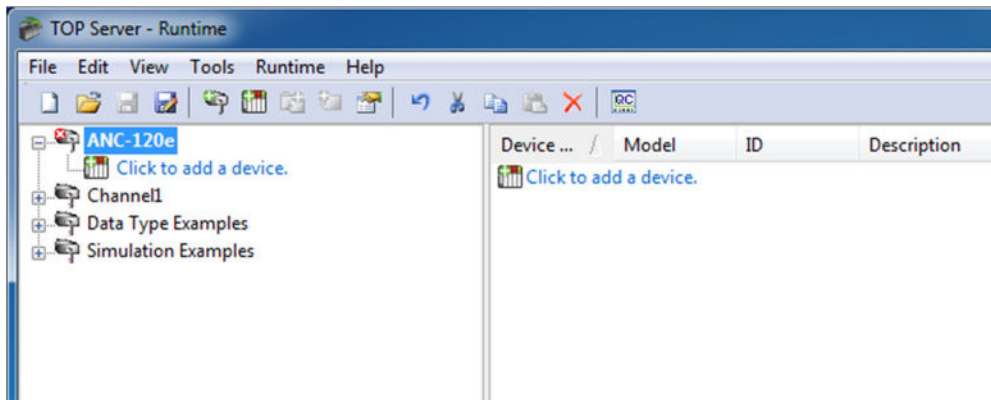 TOP Server - Runtime
File Edit View Tools Runtime Help
QC
ANC-120e
Click to add a device.
Channel1
Data Type Examples
Simulation Examples
Device ... Model ID Description
Click to add a device.